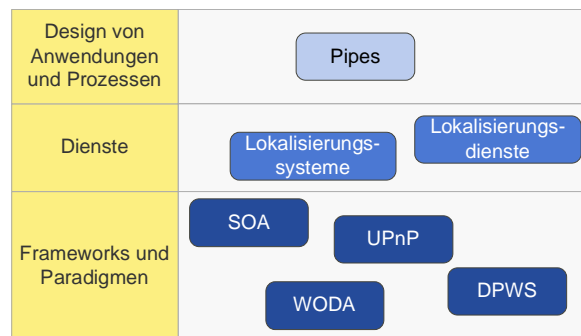 Design von
Anwendungen
und Prozessen
Pipes
Dienste
Lokalisierungs-
systeme
Lokalisierungs-
dienste
Frameworks und
Paradigmen
SOA
UPnP
WODA
DPWS